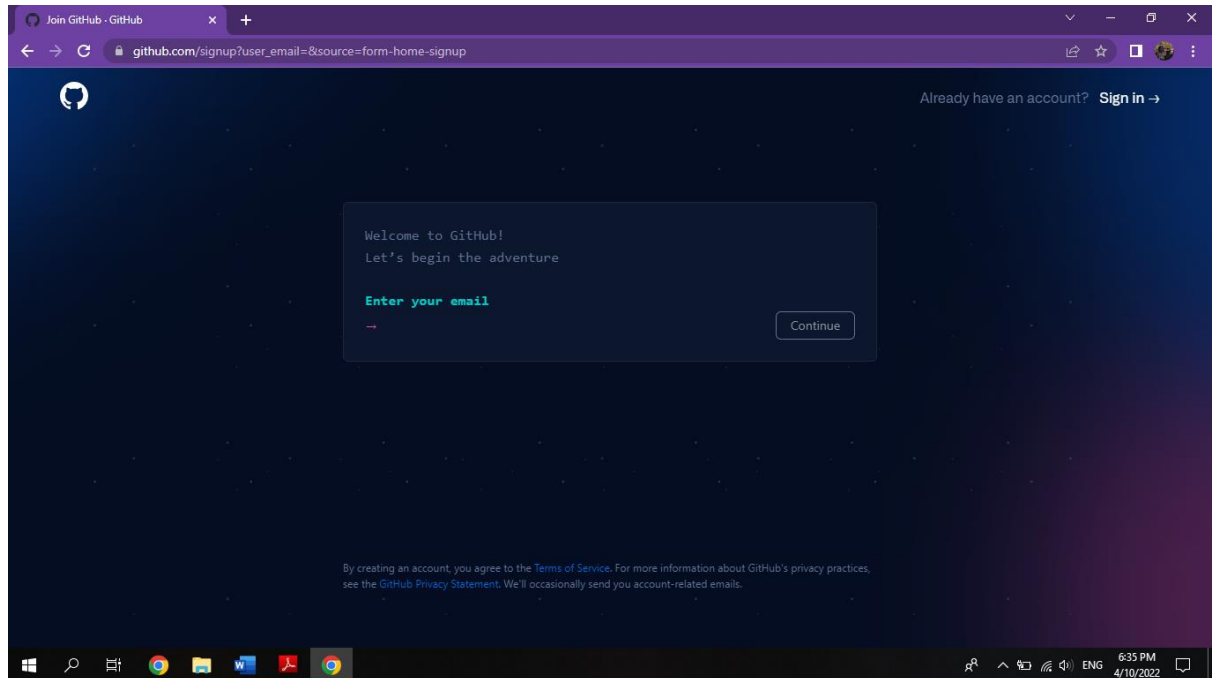 Join GitHub · GitHub
github.com/signup?user_email=&source=form-home-signup
Already have an account? Sign in →
Welcome to GitHub!
Let's begin the adventure
Enter your email
→
Continue
By creating an account, you agree to the Terms of Service. For more information about GitHub's privacy practices,
see the GitHub Privacy Statement. We'll occasionally send you account-related emails.
ENG
6:35 PM
4/10/2022